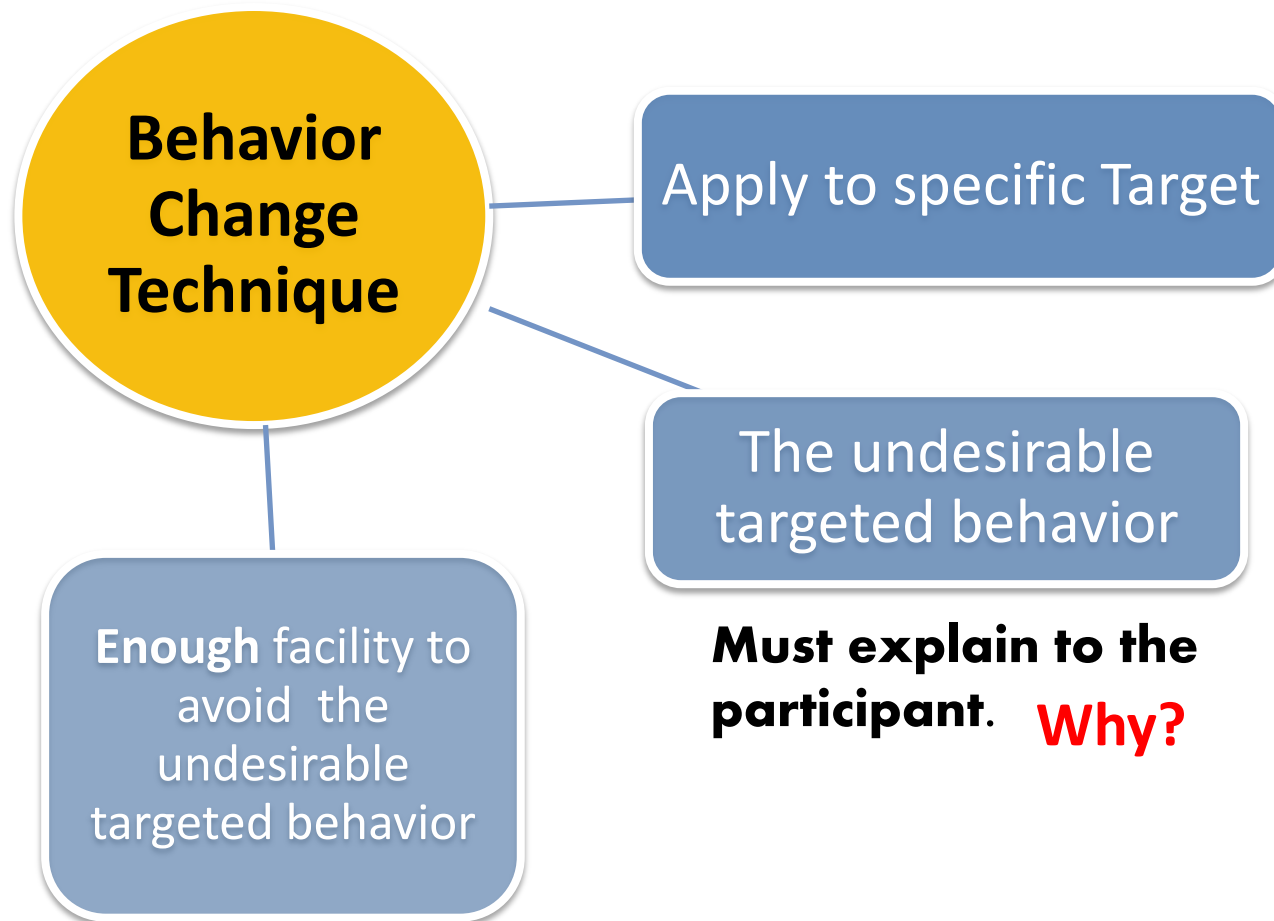 Behavior
Change
Technique
Apply to specific Target
The undesirable
targeted behavior
Must explain to the
participant. Why?
Enough facility to
avoid the
undesirable
targeted behavior